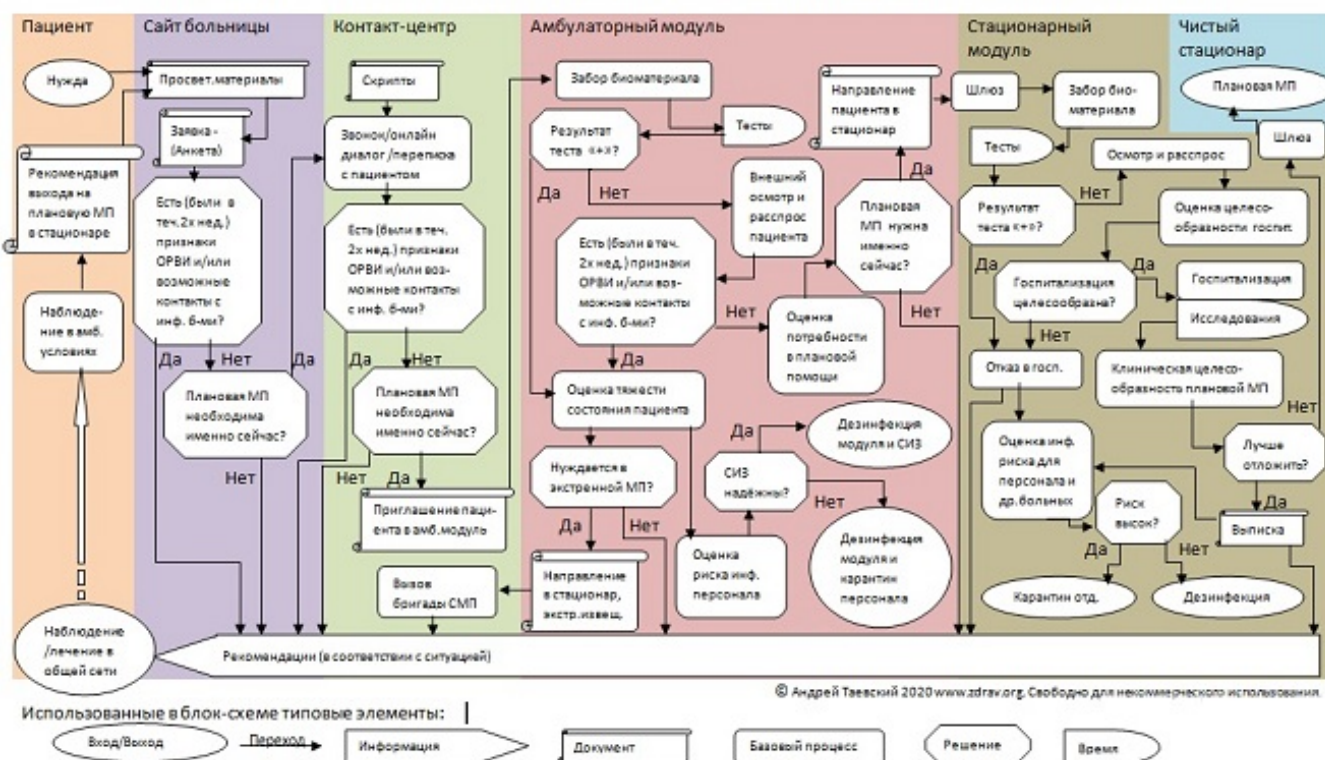 Пациент
Сайт больницы
Контакт-центр
Амбулаторный модуль
Стационарный
модуль
Чистый
стационар
Нужда
Просвет.материалы
Заявка -
(Анкета)
Рекомендация
выхода на
плановую МП
в стационаре
Наблюде-
ние в амб.
условиях
Наблюдение
/лечение в
общей сети
Есть (были в
теч.2х нед.)
признаки
ОРВИ и/или
возможные
контакты с
инф. б-ми?
Да
Нет
Да
Плановая МП
необходима
именно сейчас?
Нет
Скрипты
Звонок/онлайн
диалог /переписка
с пациентом
Есть (были в теч.
2х нед.) признаки
ОРВИ и/или воз-
можные контакты
с инф. б-ми?
Да
Нет
Плановая МП
необходима
именно сейчас?
Нет
Да
Приглашение паци-
ента в амб.модуль
Вызов
бригады СМП
Забор биоматериала
Тесты
Результат
теста «+»?
Да
Нет
Внешний
осмотр и
расспрос
пациента
Есть (были в теч.
2х нед.) признаки
ОРВИ и/или воз-
можные контакты
с инф. б-ми?
Нет
Да
Оценка
потребности
в плановой
помощи
Направление
пациента в
стационар
Да
Плановая
МП нужна
именно
сейчас?
Нет
Оценка тяжести
состояния пациента
Нуждается в
экстренной МП?
Да
Нет
Направление
в стационар,
экстр.извещ.
Оценка
риска инф.
персонала
СИЗ
надёжны?
Да
Нет
Дезинфекция
модуля и СИЗ
Дезинфекция
модуля и
карантин
персонала
Шлюз
Забор био-
материала
Тесты
Результат
теста «+»?
Нет
Да
Осмотр и расспрос
Оценка целесо-
образности госпит.
Госпитализация
целесообразна?
Да
Нет
Госпитализация
Исследования
Отказ в госп.
Клиническая целесо-
образность плановой МП
Лучше
отложить?
Нет
Да
Выписка
Оценка инф.
риска для
персонала и
др.больных
Риск
высок?
Да
Нет
Карантин отд.
Дезинфекция
Плановая МП
Шлюз
Рекомендации (в соответствии с ситуацией)
© Андрей Таевский 2020 www.zdrav.org. Свободно для некоммерческого использования.
Использованные в блок-схеме типовые элементы:
Вход/Выход
Переход
Информация
Документ
Базовый процесс
Решение
Время